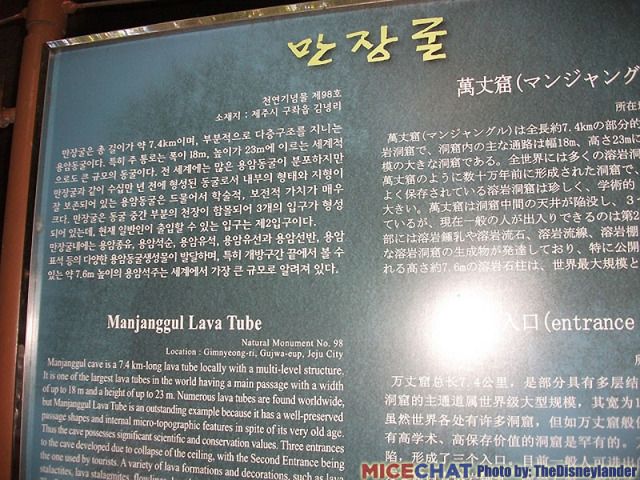 만장굴
천연기념물 제98호
소재지 : 제주시 구좌읍 김녕리
만장굴은 총 길이가 약 7.4km이며, 부분적으로 다층구조를 지니는
용암동굴이다. 특히 주 통로는 폭이 18m, 높이가 23m에 이르는 세계적
으로도 큰 규모의 동굴이다. 전 세계에는 많은 용암동굴이 분포하지만
만장굴과 같이 수십만 년 전에 형성된 동굴로서 내부의 형태와 지형이
잘 보존되어 있는 용암동굴은 드물어서 학술적, 보전적 가치가 매우
크다. 만장굴은 동굴 중간 부분의 천장이 함몰되어 3개의 입구가 형성
되어 있는데, 현재 일반인이 출입할 수 있는 입구는 제2입구이다.
만장굴내에는 용암종유, 용암석순, 용암유석, 용암유선과 용암선반, 용암
표석 등의 다양한 용암동굴생성물이 발달하며, 특히 개방구간 끝에서 볼 수
있는 약 7.6m 높이의 용암석주는 세계에서 가장 큰 규모로 알려져 있다.
Manjanggul Lava Tube
Natural Monument No. 98
Location : Gimnyeong-ri, Gujwa-eup, Jeju City
Manjanggul cave is a 7.4 km-long lava tube locally with a multi-level structure.
It is one of the largest lava tubes in the world having a main passage with a width
of up to 18 m and a height of up to 23 m. Numerous lava tubes are found worldwide,
but Manjanggul Lava Tube is an outstanding example because it has a well-preserved
passage shapes and internal micro-topographic features in spite of its very old age.
Thus the cave possesses significant scientific and conservation values. Three entrances
to the cave developed due to collapse of the ceiling, with the Second Entrance being
the one used by tourists. A variety of lava formations and decorations, such as lava
stalactites, lava stalagmites,
萬丈窟(マンジャング
所在
萬丈窟(マンジャングル)は全長約7.4kmの部分的
岩洞窟で、洞窟内の主な通路は幅18m、高さ23mに
模の大きな洞窟である。全世界には多くの溶岩洞
萬丈窟のように数十万年前に形成された洞窟で、
よく保存されている溶岩洞窟は珍しく、学術的
大きい。萬丈窟は洞窟中間の天井が陥没し、3
ているが、現在一般の人が出入りできるのは第2
部には溶岩鍾乳や溶岩流石、溶岩流線、溶岩棚
な溶岩洞窟の生成物が発達しており、特に公開
れる高さ約7.6mの溶岩石柱は、世界最大規模と
入口(entrance
万丈窟总长7.4公里，是部分具有多层结
洞窟的主通道属世界级大型规模，其宽为1
虽然世界各处有许多洞窟，但如万丈窟般
有高学术、高保存价值的洞窟是罕有的。
陷，形成了三个入口。目前一般人可进出
MICECHAT Photo by: TheDisneylander